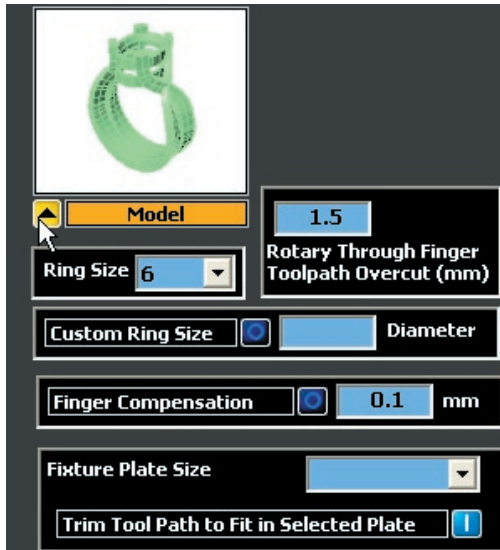 Model
1.5
Rotary Through Finger
Toolpath Overcut (mm)
Ring Size 6
Custom Ring Size Diameter
Finger Compensation 0.1 mm
Fixture Plate Size
Trim Tool Path to Fit in Selected Plate